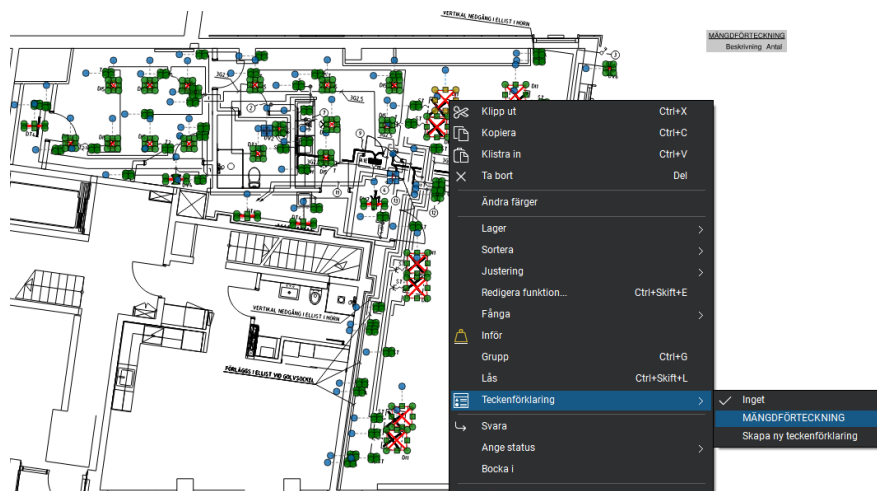 VERTIKAL NEDGÅNG I ELLIST I HÖRN
MÄNGDFÖRTECKNING
Beskrivning Antal
3G2,5
Klipp ut Ctrl+X
Kopiera Ctrl+C
Klistra in Ctrl+V
Ta bort Del
Ändra färger
Lager
Sortera
Justering
Redigera funktion... Ctrl+Skift+E
Fånga
Inför
Grupp Ctrl+G
Lås Ctrl+Skift+L
Teckenförklaring
Inget
MÄNGDFÖRTECKNING
Skapa ny teckenförklaring
Svara
Ange status
Bocka i
VERTIKAL NEDGÅNG I ELLIST I HÖRN
FÖRLÄGGS I ELLIST VID GOLVSOCKEL